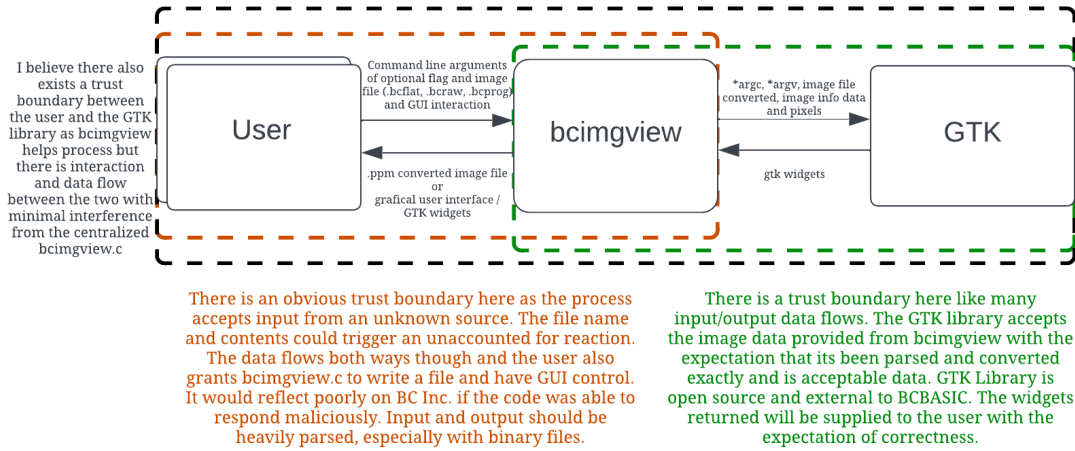 I believe there also
exists a trust
boundary between
the user and the GTK
library as bcimgview
helps process but
there is interaction
and data flow
between the two with
minimal interference
from the centralized
bcimgview.c
User
Command line arguments
of optional flag and image
file (.bcflat, .bcraw, .bcprog)
and GUI interaction
.ppm converted image file
or
grafical user interface /
GTK widgets
bcimgview
*argc, *argv, image file
converted, image info data
and pixels
gtk widgets
GTK
There is an obvious trust boundary here as the process
accepts input from an unknown source. The file name
and contents could trigger an unaccounted for reaction.
The data flows both ways though and the user also
grants bcimgview.c to write a file and have GUI control.
It would reflect poorly on BC Inc. if the code was able to
respond maliciously. Input and output should be
heavily parsed, especially with binary files.
There is a trust boundary here like many
input/output data flows. The GTK library accepts
the image data provided from bcimgview with the
expectation that its been parsed and converted
exactly and is acceptable data. GTK Library is
open source and external to BCBASIC. The widgets
returned will be supplied to the user with the
expectation of correctness.